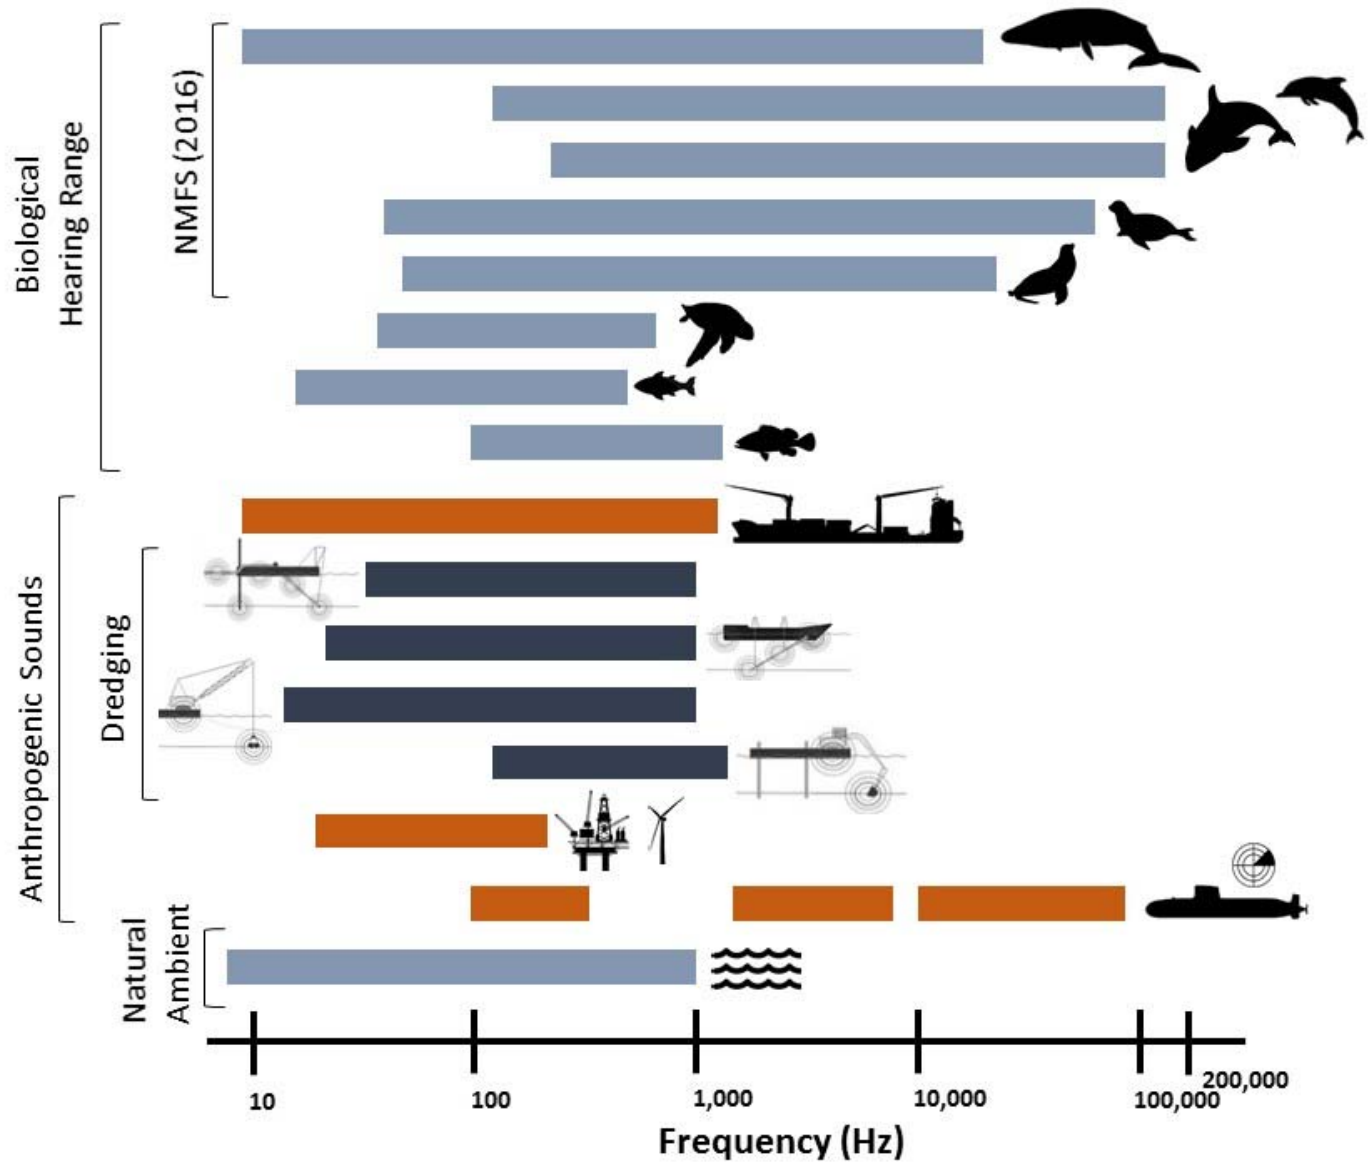 Biological
Hearing Range
NMFS (2016)
Anthropogenic Sounds
Dredging
Natural
Ambient
10
100
1,000
10,000
100,000
200,000
Frequency (Hz)